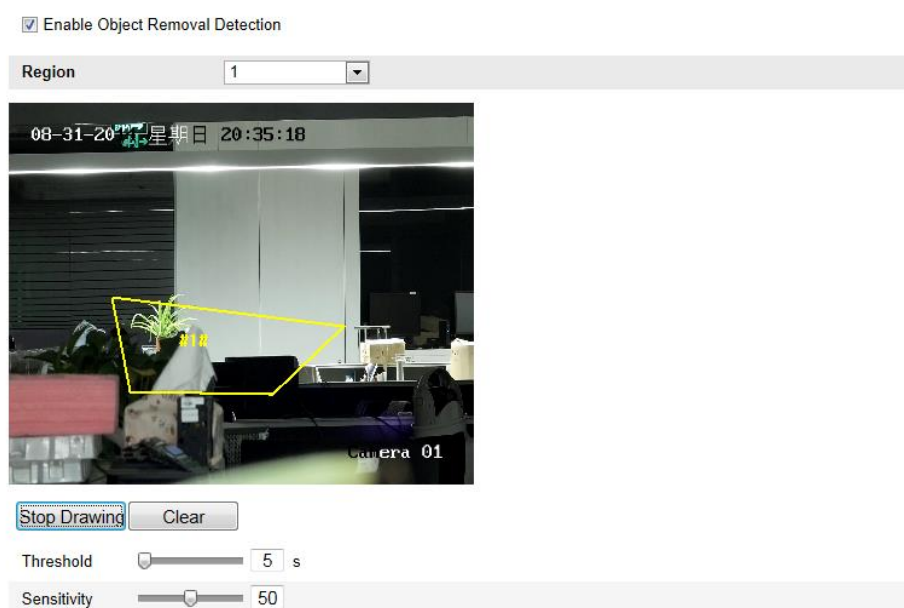 Enable Object Removal Detection
Region 1
08-31-20 星期日 20:35:18
#1#
Camera 01
Stop Drawing Clear
Threshold 5 s
Sensitivity 50